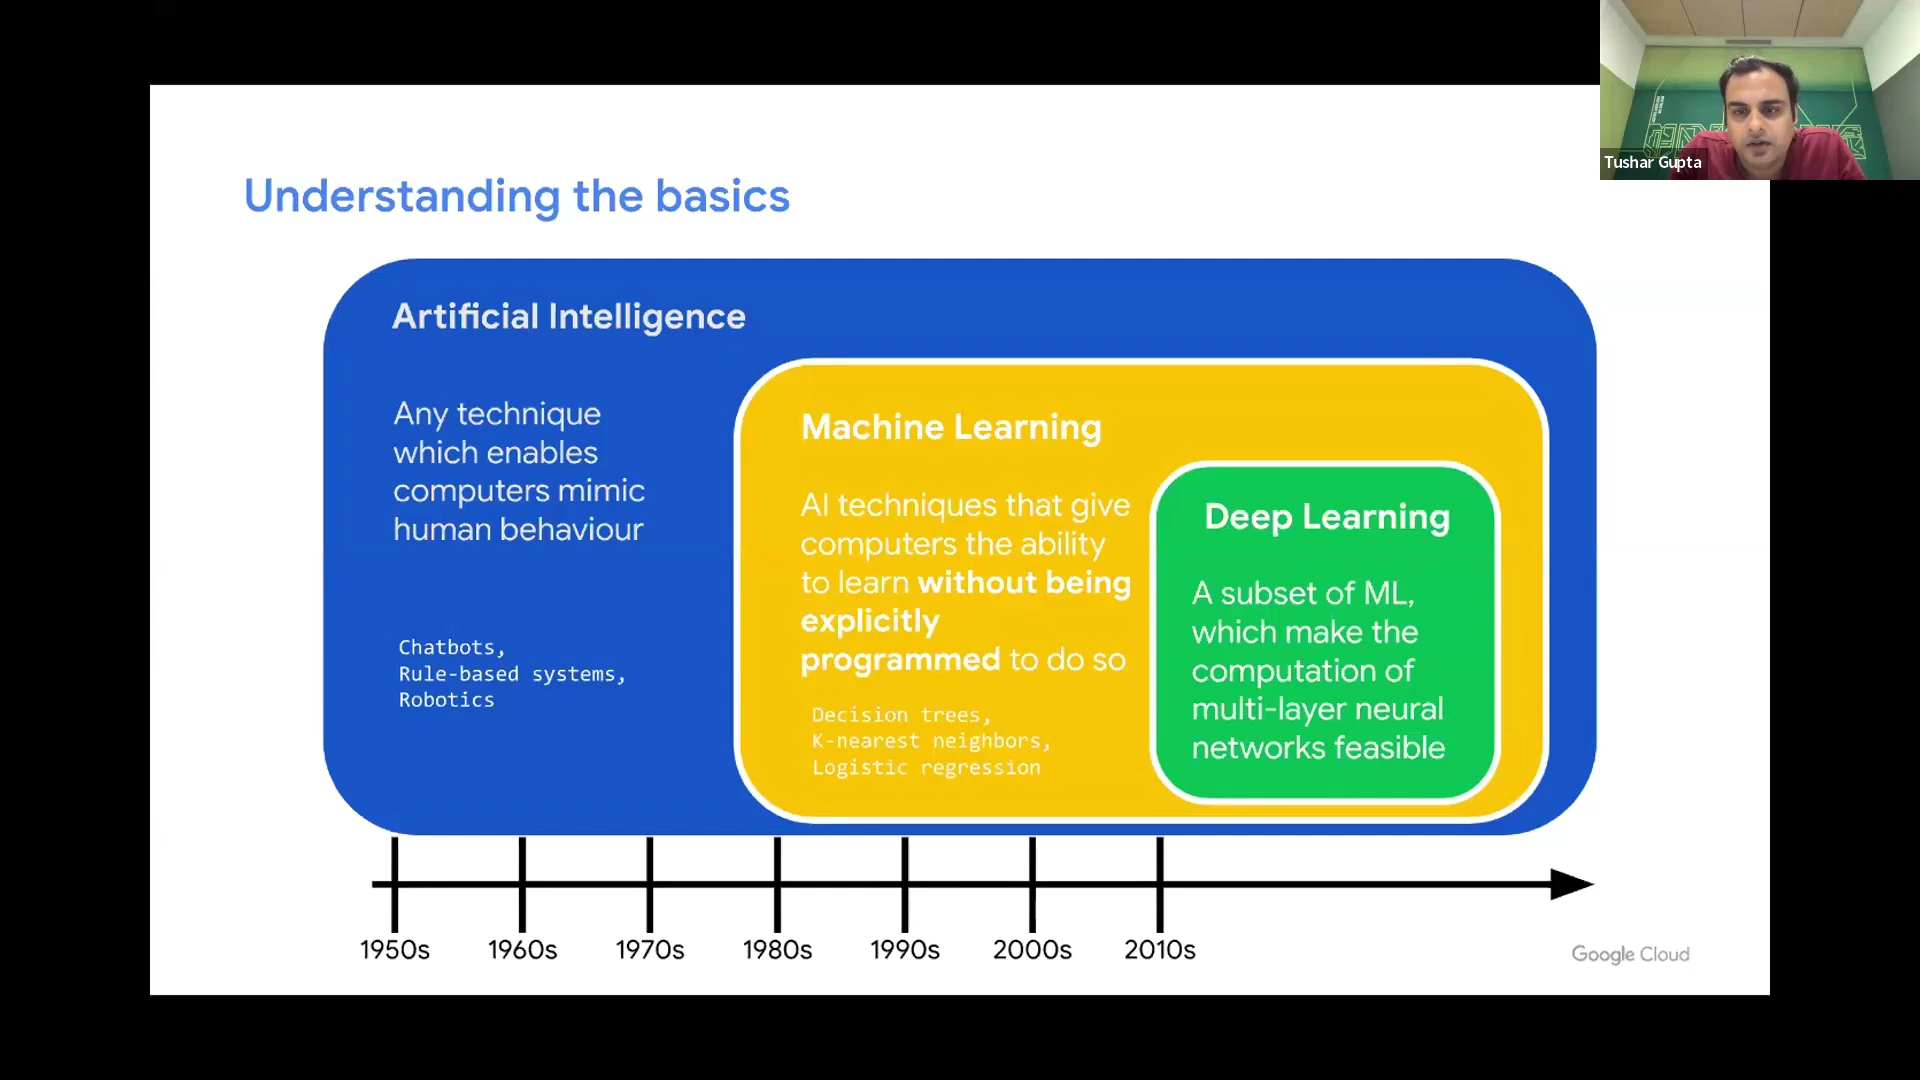 Tushar Gupta
Understanding the basics
Artificial Intelligence
Any technique
which enables
computers mimic
human behaviour
Chatbots,
Rule-based systems,
Robotics
Machine Learning
AI techniques that give
computers the ability
to learn without being
explicitly
programmed to do so
Decision trees,
K-nearest neighbors,
Logistic regression
Deep Learning
A subset of ML,
which make the
computation of
multi-layer neural
networks feasible
1950s 1960s 1970s 1980s 1990s 2000s 2010s
Google Cloud